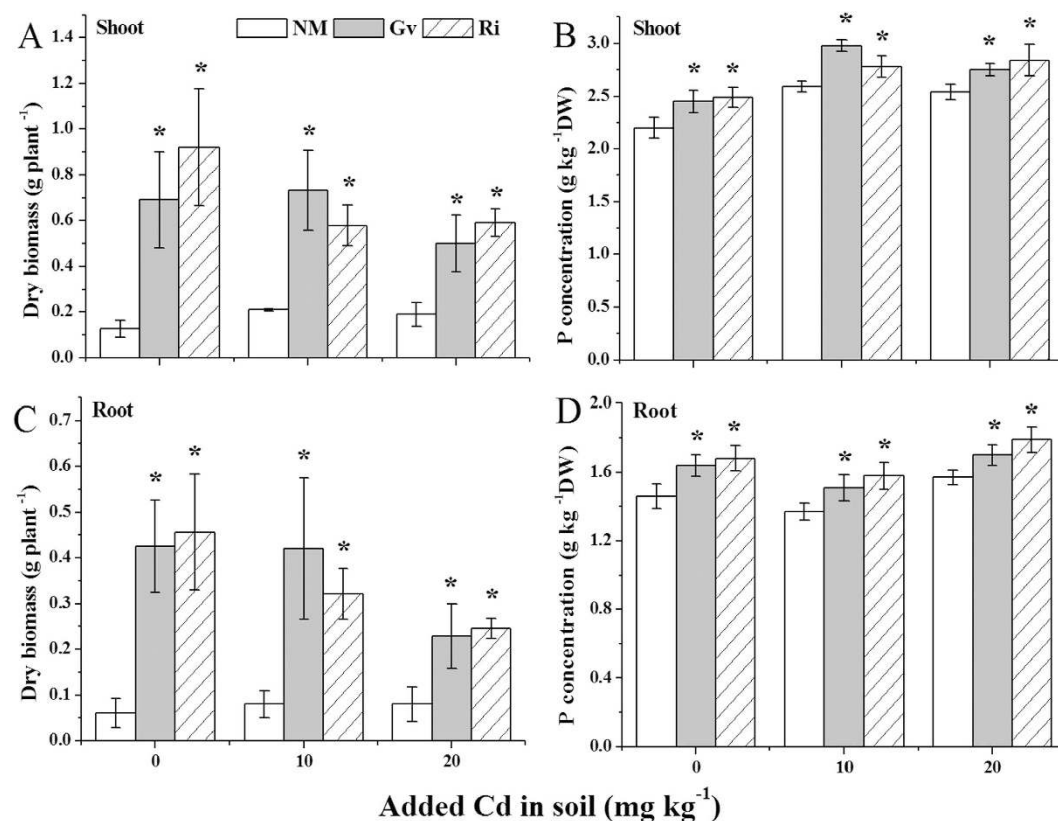 A
Shoot
NM
Gv
Ri
Dry biomass (g plant⁻¹)
1.4
1.2
1.0
0.8
0.6
0.4
0.2
0.0
* * * * * *
B
Shoot
P concentration (g kg⁻¹DW)
3.0
2.5
2.0
1.5
1.0
0.5
0.0
* * * * * *
C
Root
Dry biomass (g plant⁻¹)
0.7
0.6
0.5
0.4
0.3
0.2
0.1
0.0
* * * * * *
0 10 20
D
Root
P concentration (g kg⁻¹DW)
2.0
1.6
1.2
0.8
0.4
0.0
* * * * * *
0 10 20
Added Cd in soil (mg kg⁻¹)